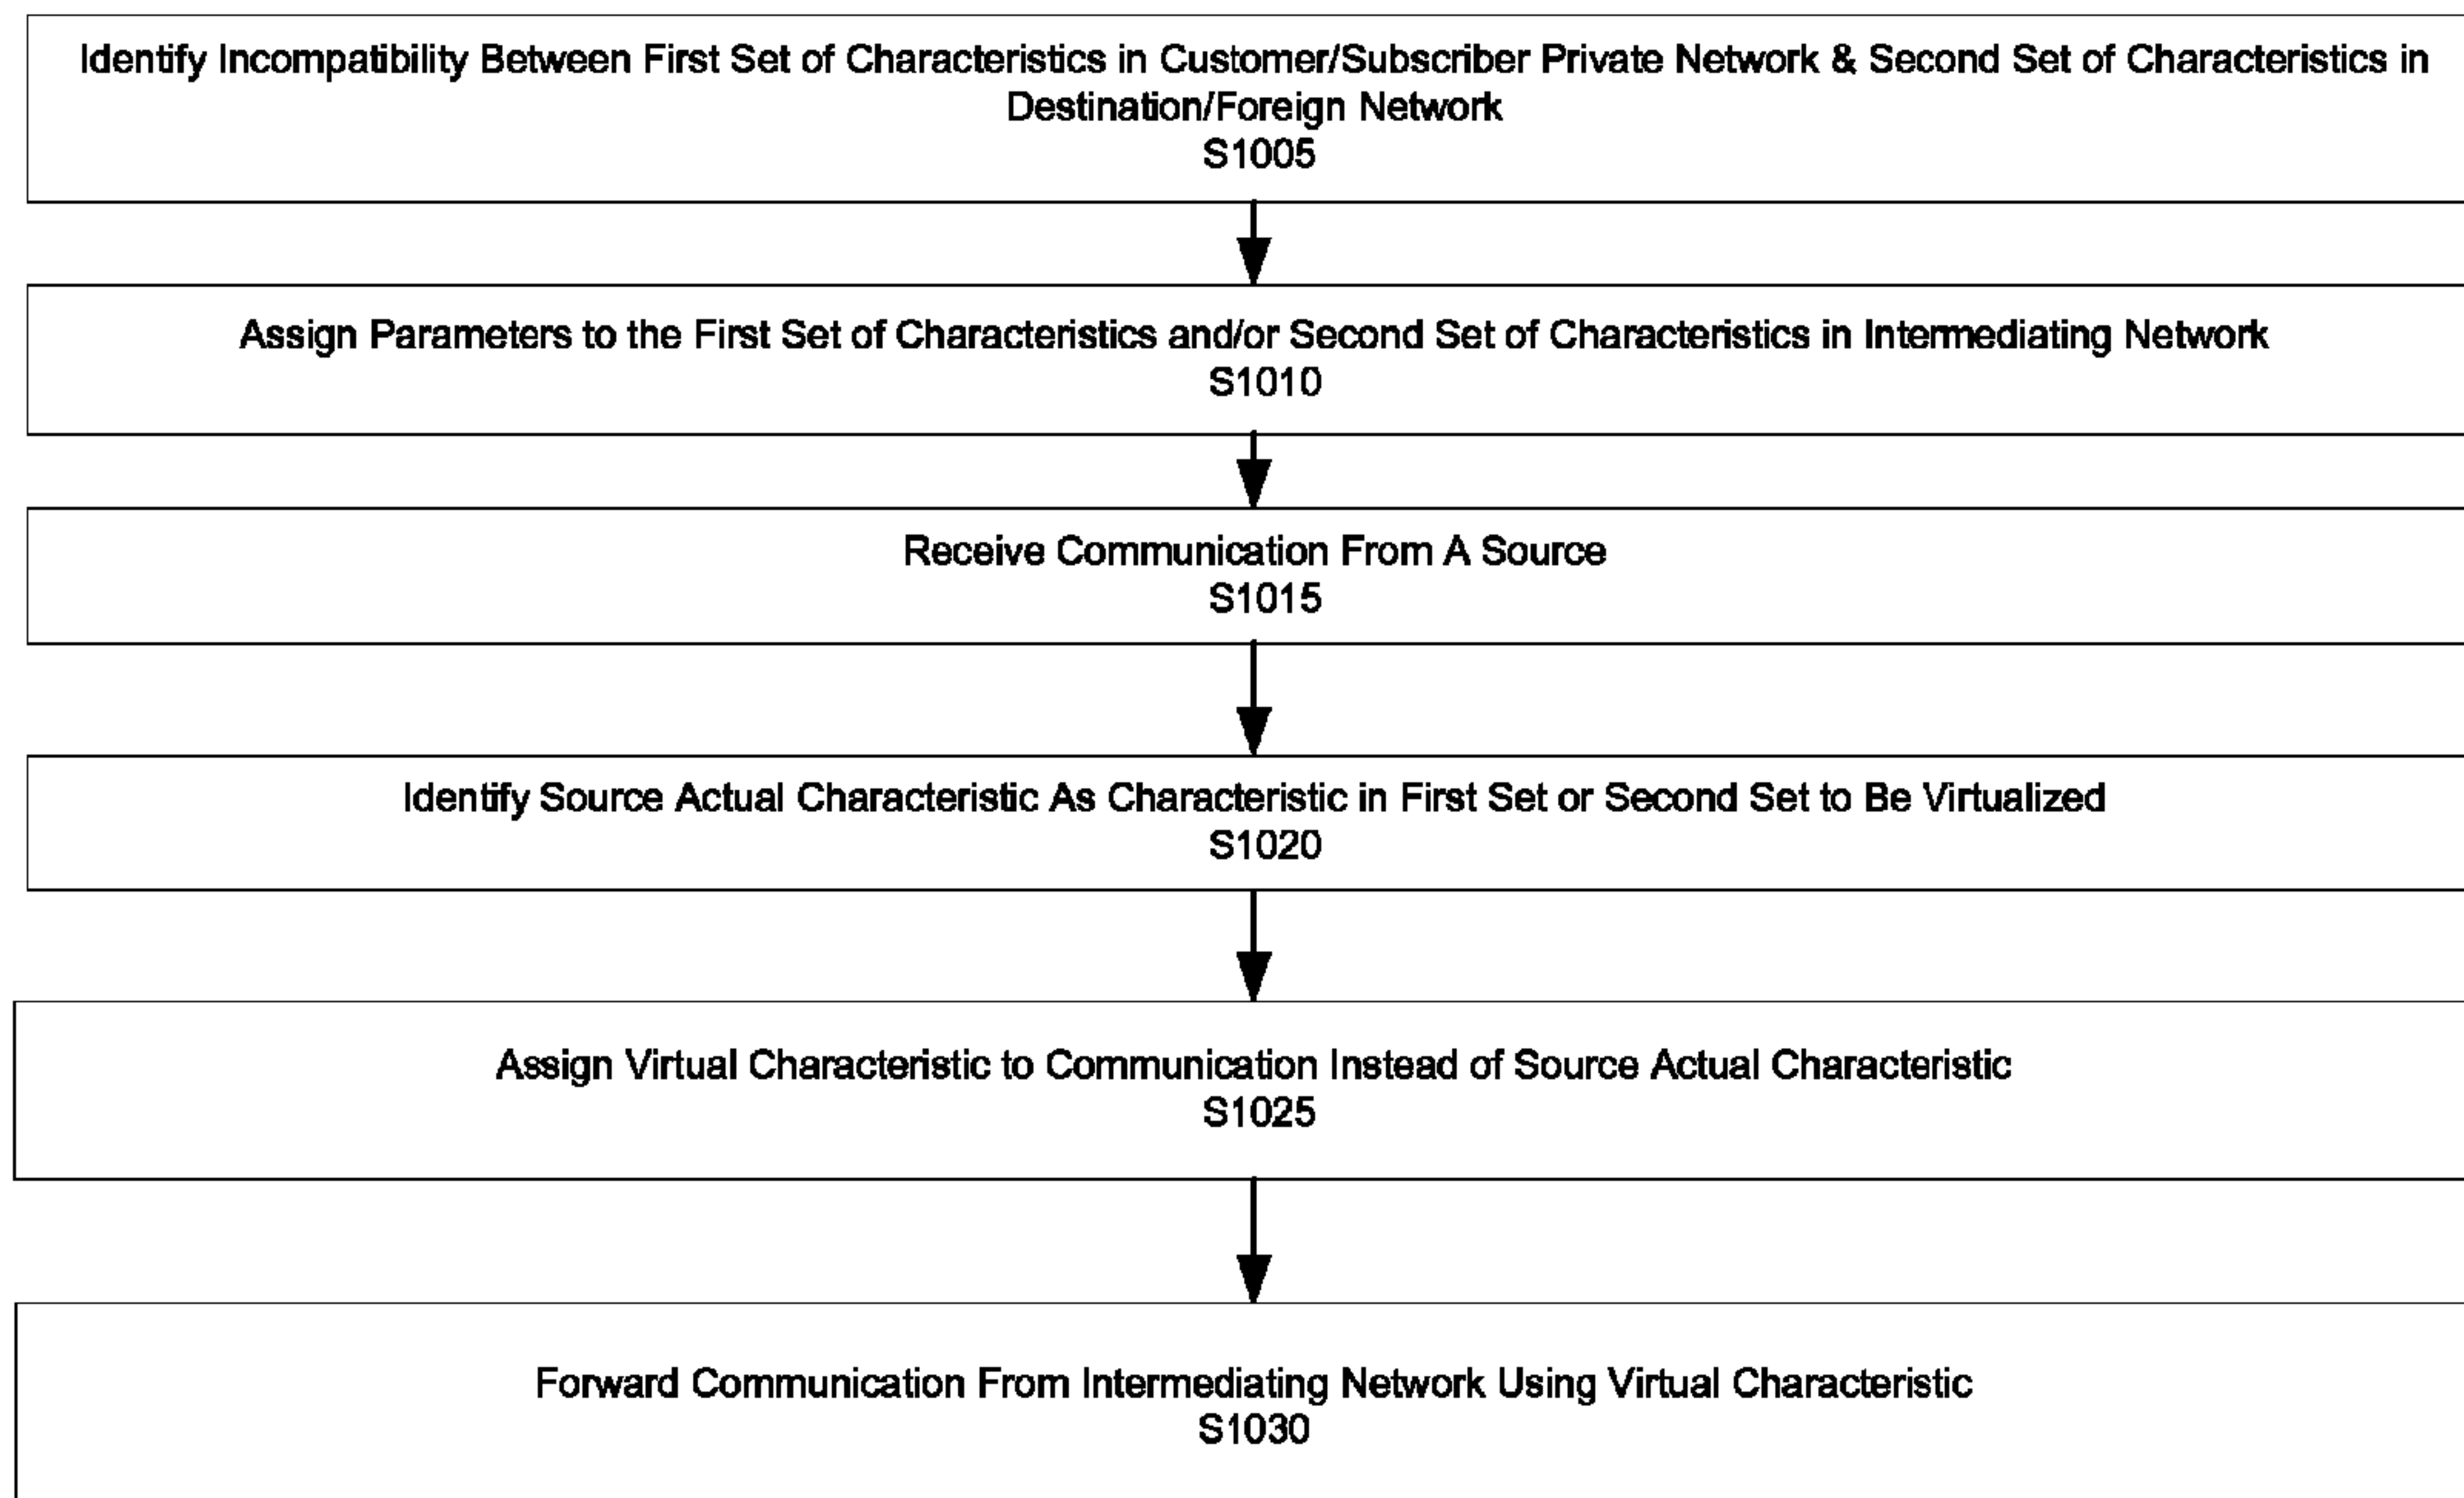 Identify Incompatibility Between First Set of Characteristics in Customer/Subscriber Private Network & Second Set of Characteristics in
Destination/Foreign Network
S1005
Assign Parameters to the First Set of Characteristics and/or Second Set of Characteristics in Intermediating Network
S1010
Receive Communication From A Source
S1015
Identify Source Actual Characteristic As Characteristic in First Set or Second Set to Be Virtualized
S1020
Assign Virtual Characteristic to Communication Instead of Source Actual Characteristic
S1025
Forward Communication From Intermediating Network Using Virtual Characteristic
S1030